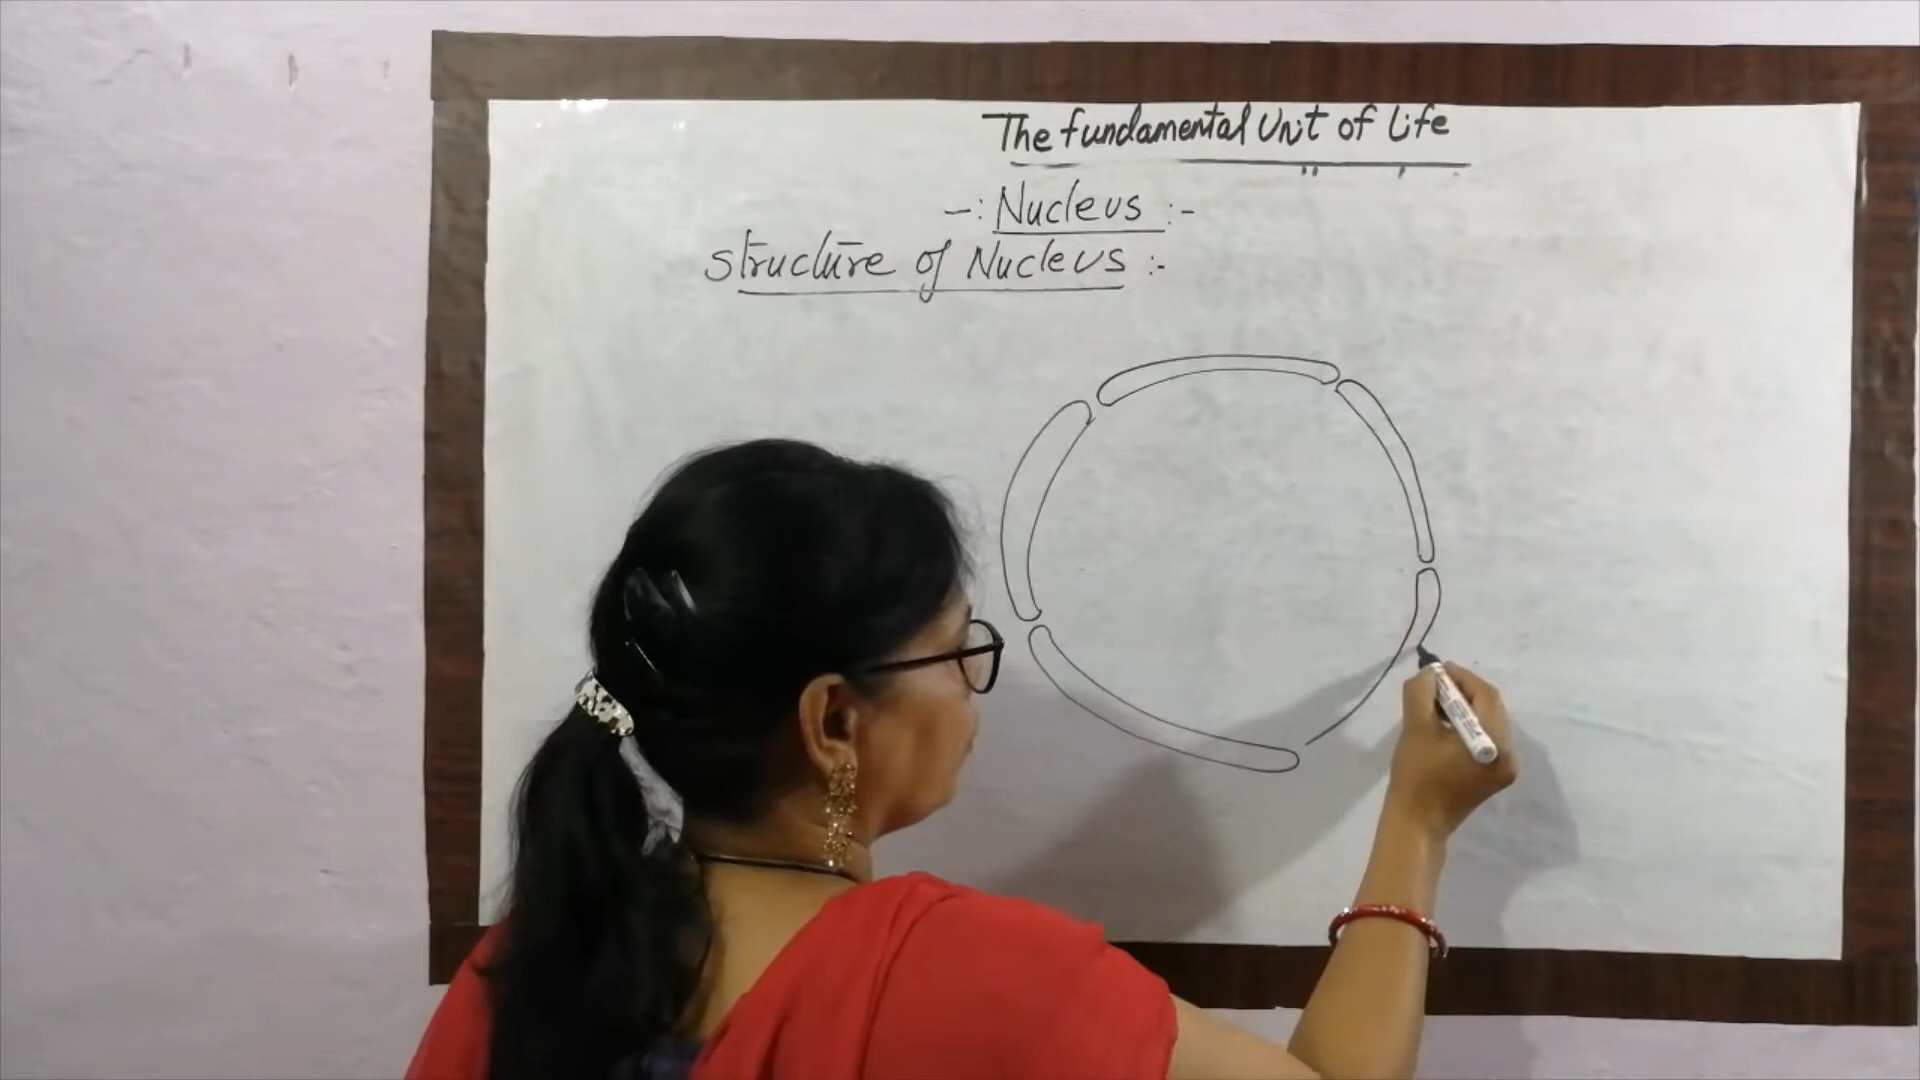 The fundamental Unit of Life
-: Nucleus :-
Structure of Nucleus :-